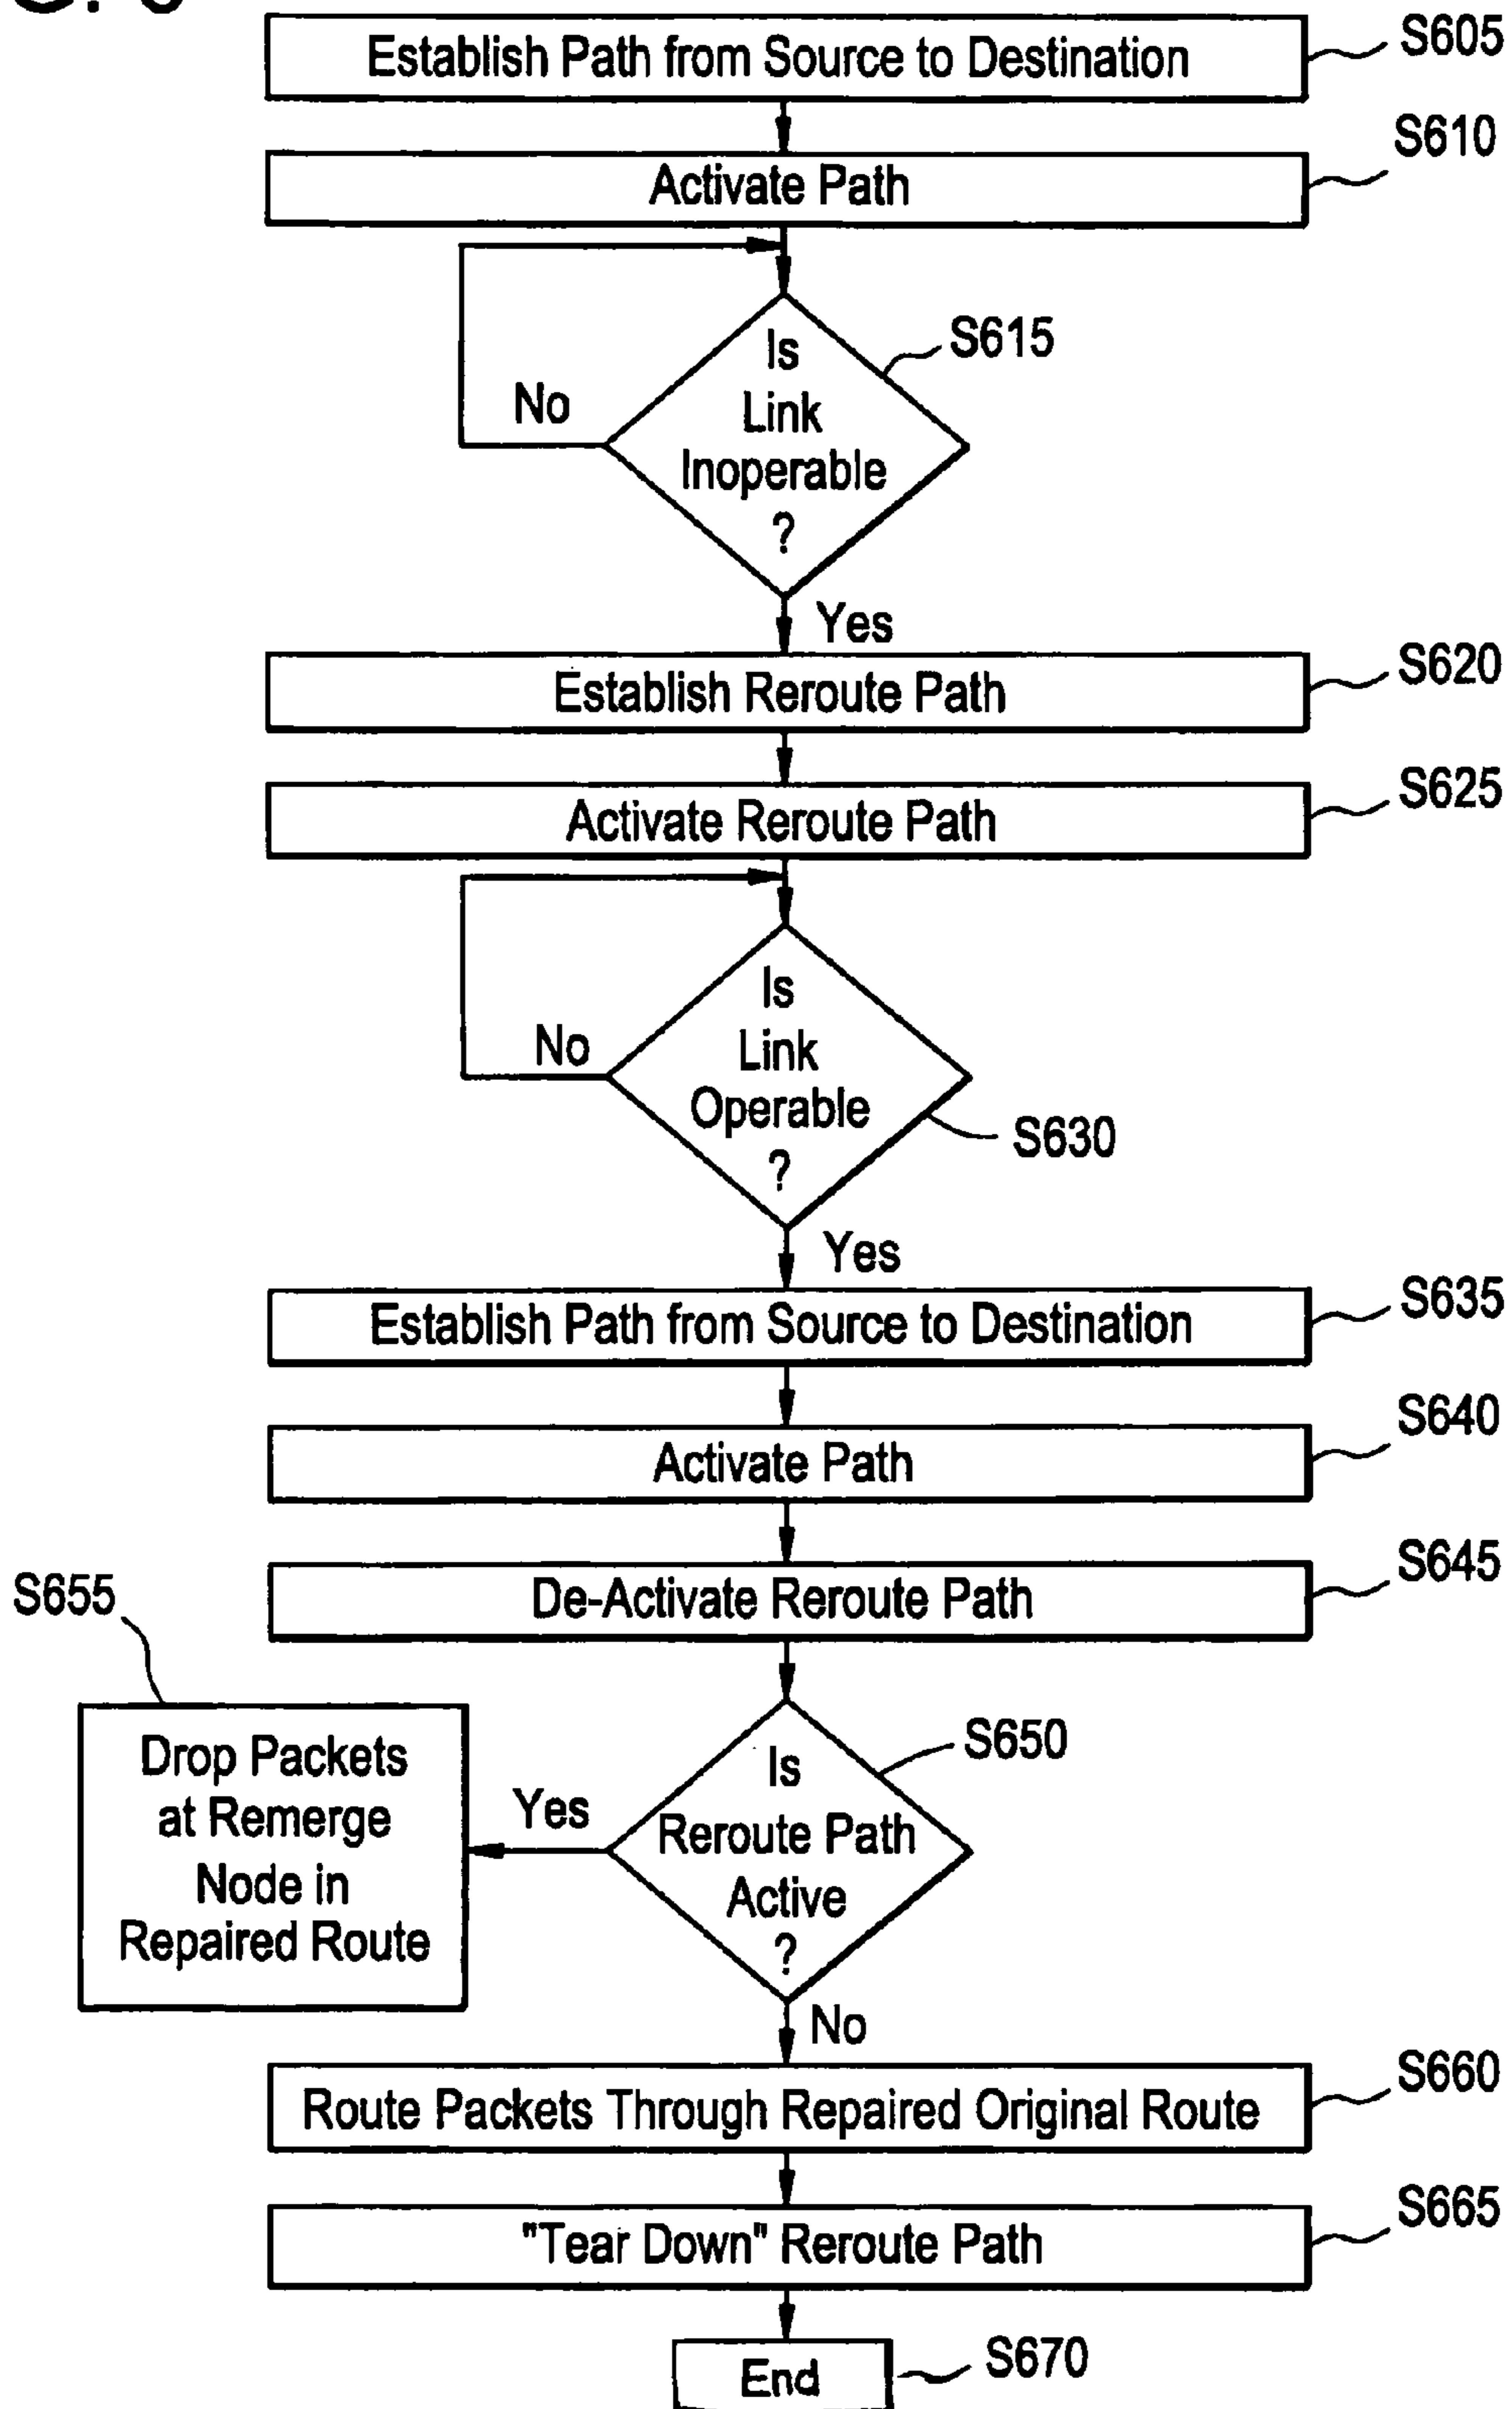 Establish Path from Source to Destination
S605
Activate Path
S610
Is
Link
Inoperable
?
S615
No
Yes
Establish Reroute Path
S620
Activate Reroute Path
S625
Is
Link
Operable
?
S630
No
Yes
Establish Path from Source to Destination
S635
Activate Path
S640
De-Activate Reroute Path
S645
S655
Drop Packets
at Remerge
Node in
Repaired Route
Yes
Is
Reroute Path
Active
?
S650
No
Route Packets Through Repaired Original Route
S660
"Tear Down" Reroute Path
S665
End
S670